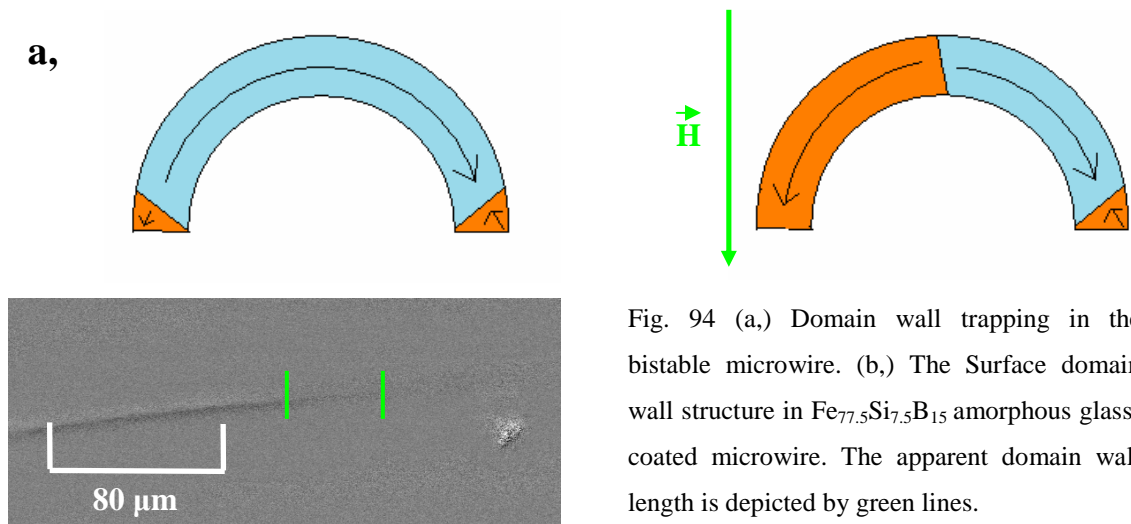 a,
H
80 µm
Fig. 94 (a,) Domain wall trapping in the
bistable microwire. (b,) The Surface domain
wall structure in Fe77.5Si7.5B15 amorphous glass
coated microwire. The apparent domain wal
length is depicted by green lines.